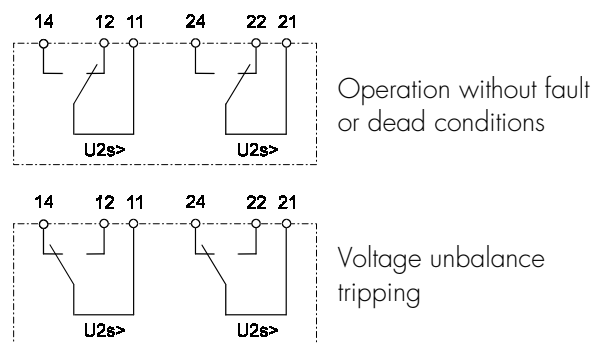 14 12 11 24 22 21
Operation without fault
or dead conditions
U2s> U2s>
14 12 11 24 22 21
Voltage unbalance
tripping
U2s> U2s>